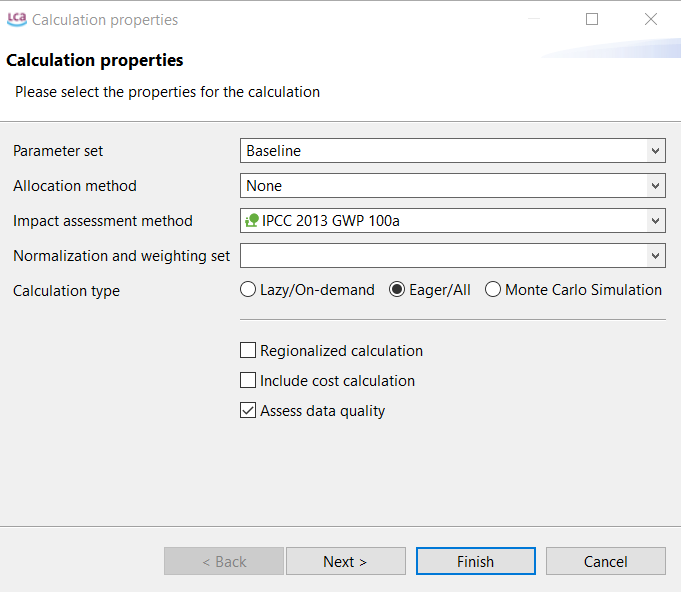 LCA Calculation properties
Calculation properties
Please select the properties for the calculation
Parameter set Baseline
Allocation method None
Impact assessment method IPCC 2013 GWP 100a
Normalization and weighting set
Calculation type Lazy/On-demand Eager/All Monte Carlo Simulation
Regionalized calculation
Include cost calculation
Assess data quality
< Back Next > Finish Cancel